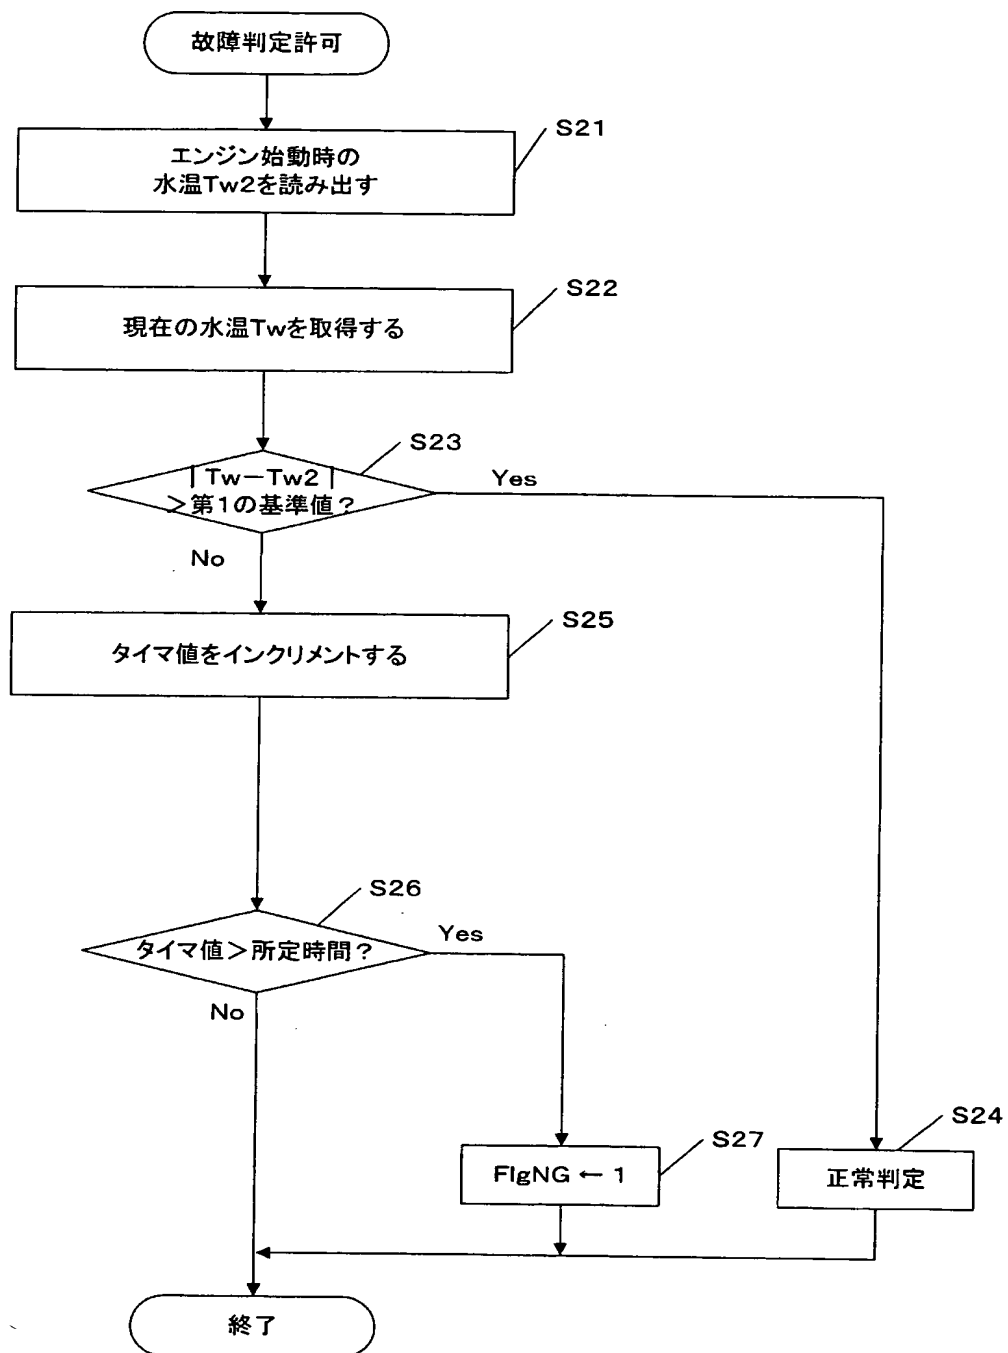 故障判定許可
S21
エンジン始動時の
水温Tw2を読み出す
S22
現在の水温Twを取得する
S23
|Tw－Tw2|
＞第1の基準値？
Yes
No
S25
タイマ値をインクリメントする
S26
タイマ値＞所定時間？
Yes
No
S27
FlgNG ← 1
S24
正常判定
終了